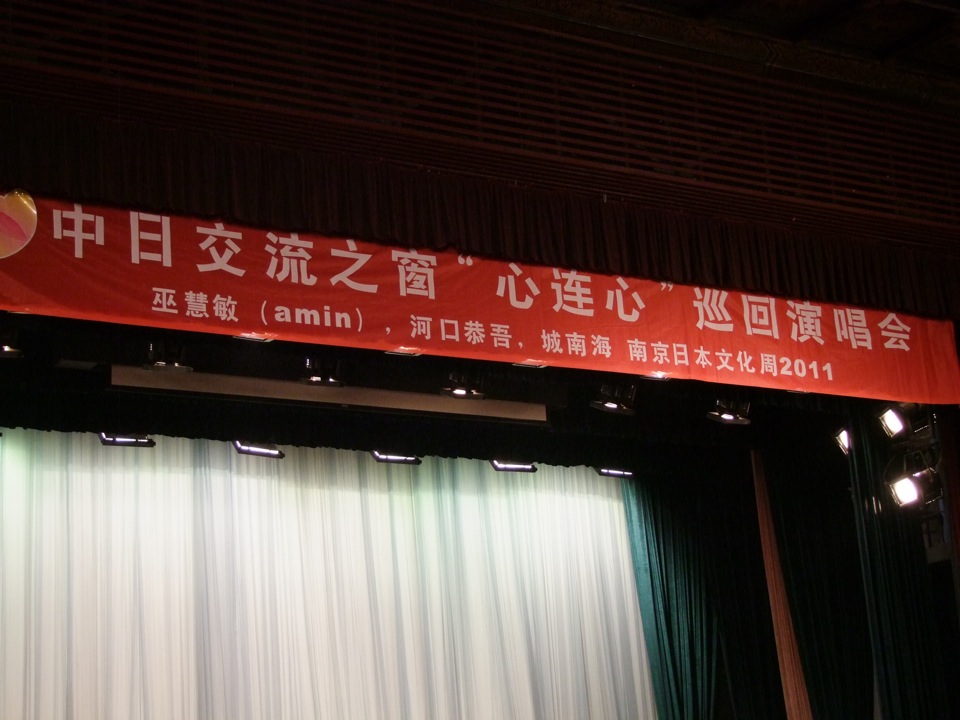 中日交流之窗“心连心”巡回演唱会
巫慧敏（amin），河口恭吾，城南海 南京日本文化周2011